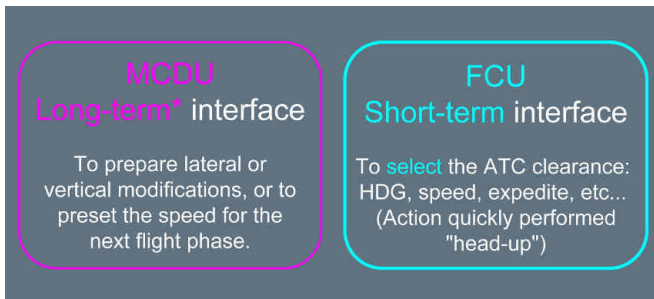 MCDU
Long-term* interface
To prepare lateral or
vertical modifications, or to
preset the speed for the
next flight phase.
FCU
Short-term interface
To select the ATC clearance:
HDG, speed, expedite, etc...
(Action quickly performed
"head-up")